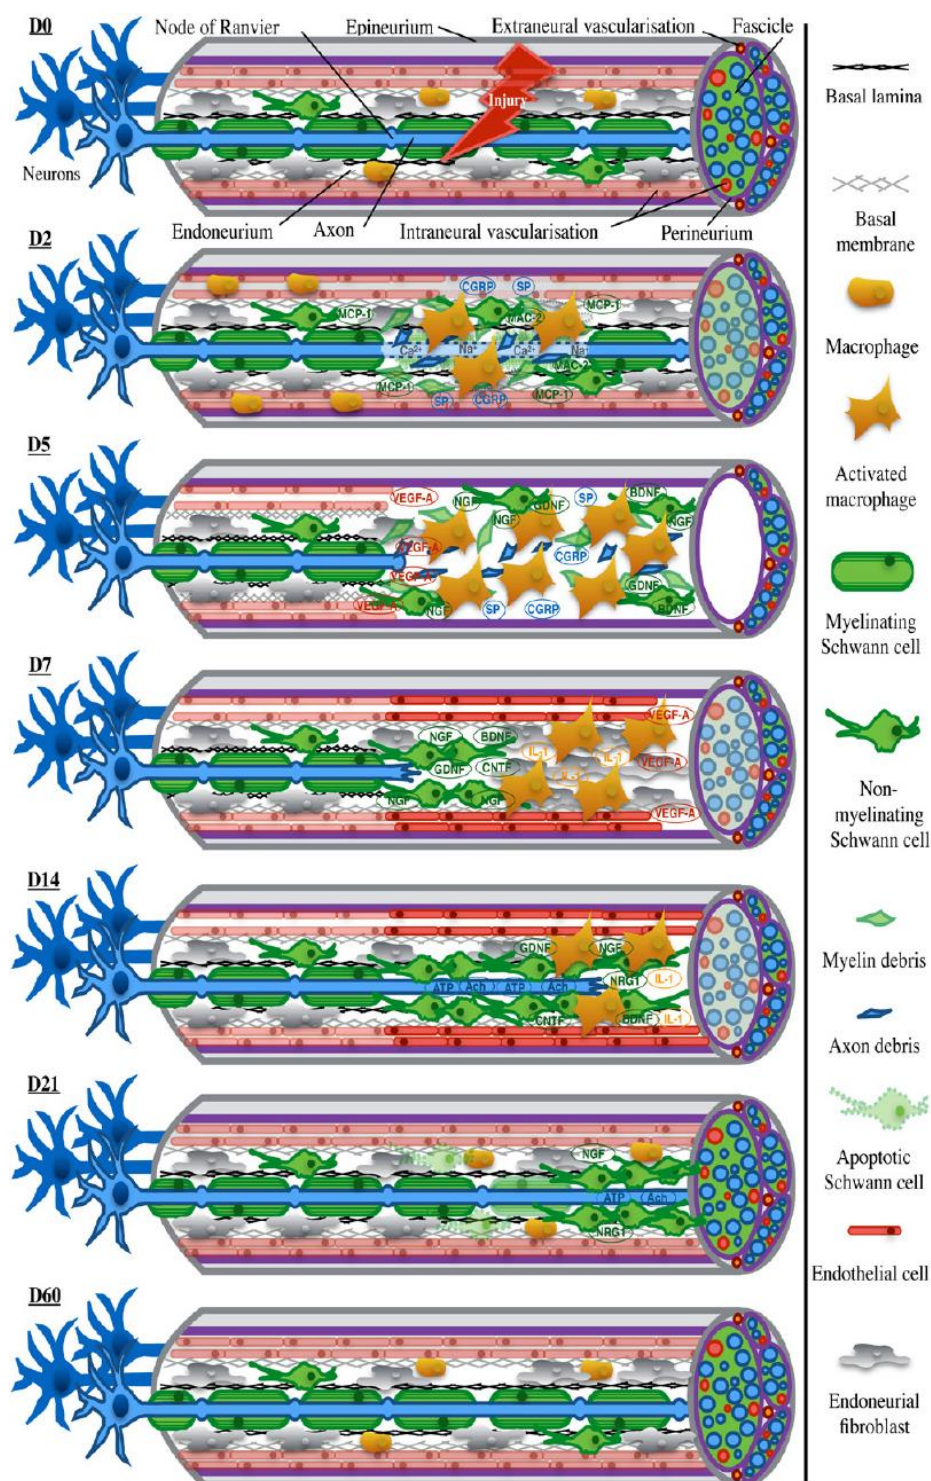 D0
Node of Ranvier
Epineurium
Extraneural vascularisation
Fascicle
Injury
Neurons
Endoneurium
Axon
Intraneural vascularisation
Perineurium
D2
CGRP
SP
MCP-1
MAC-2
MCP-1
Ca2+
Na+
Ca2+
Na
MAC-2
MCP-1
SP
CGRP
MCP-1
D5
VEGF-A
NGF
GDNF
SP
BDNF
NGF
NGF
VEGF-A
CGRP
VEGF-A
GDNF
VEGF-A
NGF
SP
CGRP
BDNF
D7
VEGF-A
NGF
BDNF
IL-1
IL-1
VEGF-A
GDNF
CNTF
NGF
NGF
VEGF-A
D14
GDNF
NGF
NRG1
IL-1
ATP
Ach
ATP
Ach
CNTF
BDNF
IL-1
D21
NGF
ATP
Ach
NRG1
D60
Basal lamina
Basal
membrane
Macrophage
Activated
macrophage
Myelinating
Schwann cell
Non-
myelinating
Schwann cell
Myelin debris
Axon debris
Apoptotic
Schwann cell
Endothelial cell
Endoneurial
fibroblast